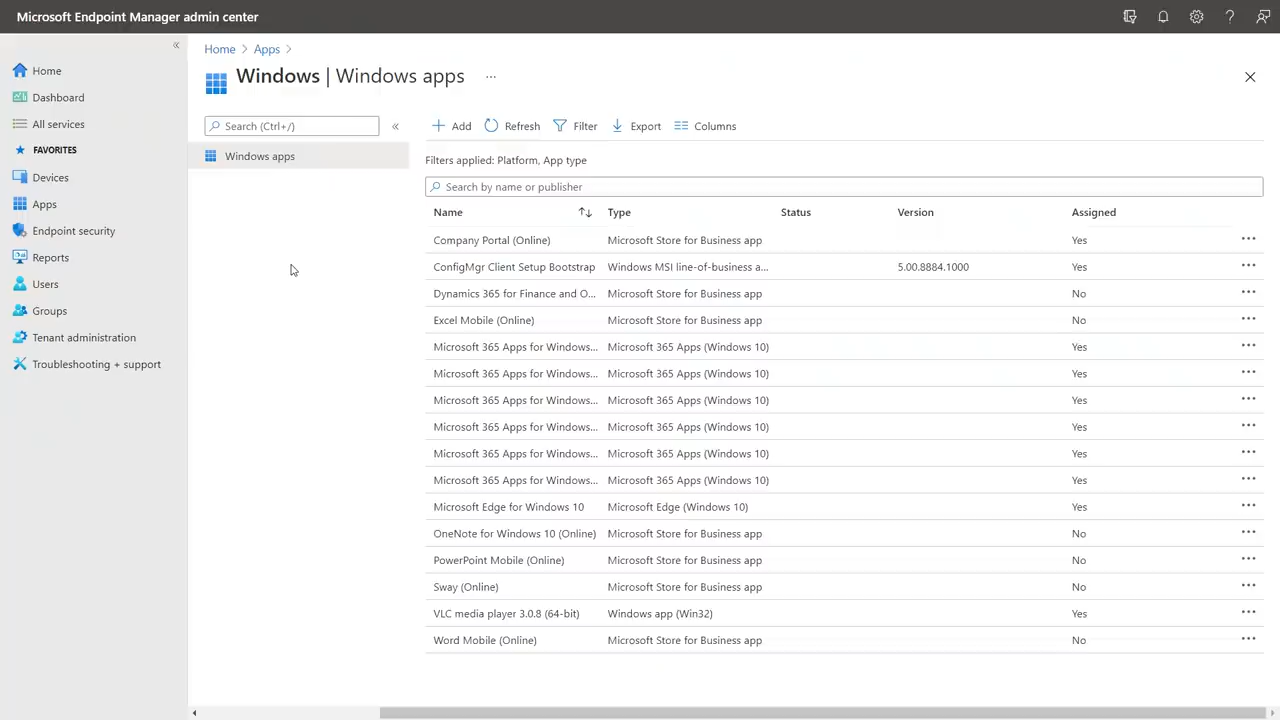 Microsoft Endpoint Manager admin center
Home
Dashboard
All services
FAVORITES
Devices
Apps
Endpoint security
Reports
Users
Groups
Tenant administration
Troubleshooting + support
Home > Apps >
Windows | Windows apps ...
Search (Ctrl+/)
Windows apps
Add Refresh Filter Export Columns
Filters applied: Platform, App type
Search by name or publisher
Name Type Status Version Assigned
Company Portal (Online) Microsoft Store for Business app Yes
ConfigMgr Client Setup Bootstrap Windows MSI line-of-business a... 5.00.8884.1000 Yes
Dynamics 365 for Finance and O... Microsoft Store for Business app No
Excel Mobile (Online) Microsoft Store for Business app No
Microsoft 365 Apps for Windows... Microsoft 365 Apps (Windows 10) Yes
Microsoft 365 Apps for Windows... Microsoft 365 Apps (Windows 10) Yes
Microsoft 365 Apps for Windows... Microsoft 365 Apps (Windows 10) Yes
Microsoft 365 Apps for Windows... Microsoft 365 Apps (Windows 10) Yes
Microsoft 365 Apps for Windows... Microsoft 365 Apps (Windows 10) Yes
Microsoft 365 Apps for Windows... Microsoft 365 Apps (Windows 10) Yes
Microsoft Edge for Windows 10 Microsoft Edge (Windows 10) Yes
OneNote for Windows 10 (Online) Microsoft Store for Business app No
PowerPoint Mobile (Online) Microsoft Store for Business app No
Sway (Online) Microsoft Store for Business app No
VLC media player 3.0.8 (64-bit) Windows app (Win32) Yes
Word Mobile (Online) Microsoft Store for Business app No